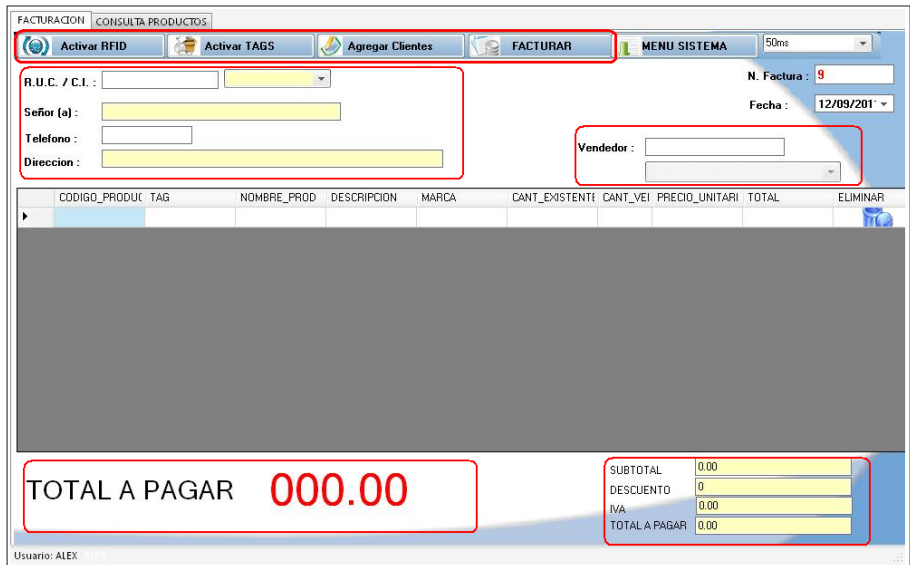 FACTURACION CONSULTA PRODUCTOS
Activar RFID Activar TAGS Agregar Clientes FACTURAR MENU SISTEMA 50ms
R.U.C. / C.I. :
N. Factura : 9
Señor (a) :
Fecha : 12/09/201
Telefono :
Vendedor :
Direccion :
CODIGO_PRODUC TAG NOMBRE_PROD DESCRIPCION MARCA CANT_EXISTENTE CANT_VEI PRECIO_UNITARI TOTAL ELIMINAR
TOTAL A PAGAR 000.00
SUBTOTAL 0.00
DESCUENTO 0
IVA 0.00
TOTAL A PAGAR 0.00
Usuario: ALEX